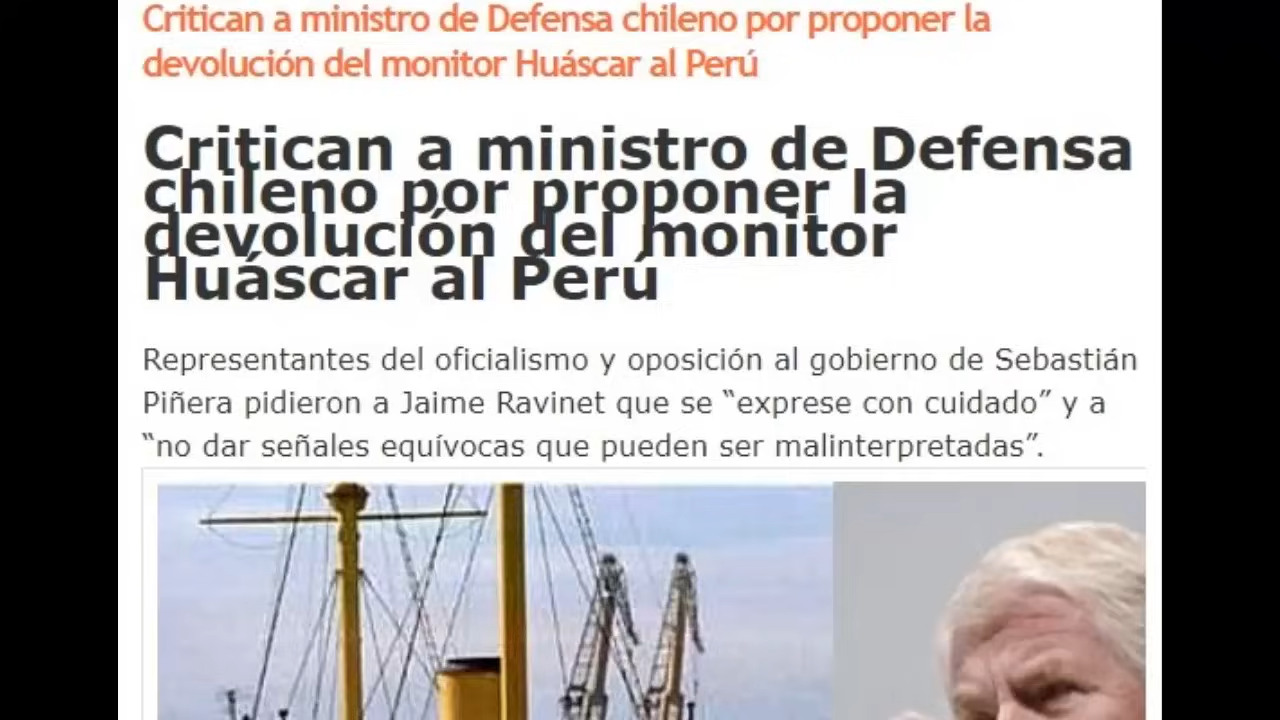 Critican a ministro de Defensa chileno por proponer la
devolución del monitor Huáscar al Perú
Critican a ministro de Defensa
chileno por proponer la
devolución del monitor
Huáscar al Perú
Representantes del oficialismo y oposición al gobierno de Sebastián
Piñera pidieron a Jaime Ravinet que se “exprese con cuidado” y a
“no dar señales equívocas que pueden ser malinterpretadas”.